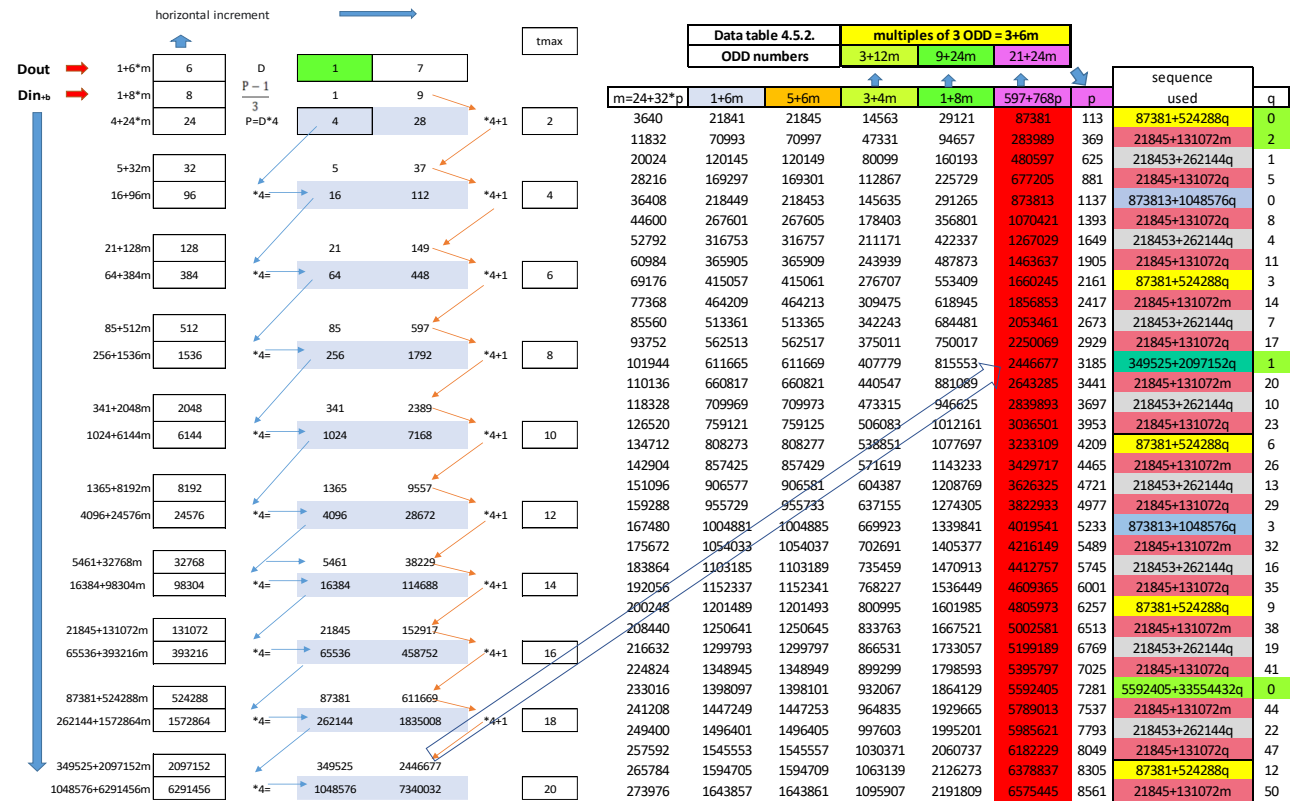 horizontal increment
tmax
Dout 1+6*m 6 D 1 7
Din+b 1+8*m 8 P − 1 1 9
3
4+24*m 24 P=D*4 4 28 *4+1 2
5+32m 32 5 37
16+96m 96 *4= 16 112 *4+1 4
21+128m 128 21 149
64+384m 384 *4= 64 448 *4+1 6
85+512m 512 85 597
256+1536m 1536 *4= 256 1792 *4+1 8
341+2048m 2048 341 2389
1024+6144m 6144 *4= 1024 7168 *4+1 10
1365+8192m 8192 1365 9557
4096+24576m 24576 *4= 4096 28672 *4+1 12
5461+32768m 32768 5461 38229
16384+98304m 98304 *4= 16384 114688 *4+1 14
21845+131072m 131072 21845 152917
65536+393216m 393216 *4= 65536 458752 *4+1 16
87381+524288m 524288 87381 611669
262144+1572864m 1572864 *4= 262144 1835008 *4+1 18
349525+2097152m 2097152 349525 2446677
1048576+6291456m 6291456 *4= 1048576 7340032 20
Data table 4.5.2. multiples of 3 ODD = 3+6m
ODD numbers 3+12m 9+24m 21+24m
sequence
m=24+32*p 1+6m 5+6m 3+4m 1+8m 597+768p p used q
3640 21841 21845 14563 29121 87381 113 87381+524288q 0
11832 70993 70997 47331 94657 283989 369 21845+131072m 2
20024 120145 120149 80099 160193 480597 625 218453+262144q 1
28216 169297 169301 112867 225729 677205 881 21845+131072q 5
36408 218449 218453 145635 291265 873813 1137 873813+1048576q 0
44600 267601 267605 178403 356801 1070421 1393 21845+131072q 8
52792 316753 316757 211171 422337 1267029 1649 218453+262144q 4
60984 365905 365909 243939 487873 1463637 1905 21845+131072q 11
69176 415057 415061 276707 553409 1660245 2161 87381+524288q 3
77368 464209 464213 309475 618945 1856853 2417 21845+131072m 14
85560 513361 513365 342243 684481 2053461 2673 218453+262144q 7
93752 562513 562517 375011 750017 2250069 2929 21845+131072q 17
101944 611665 611669 407779 815553 2446677 3185 349525+2097152q 1
110136 660817 660821 440547 881089 2643285 3441 21845+131072m 20
118328 709969 709973 473315 946625 2839893 3697 218453+262144q 10
126520 759121 759125 506083 1012161 3036501 3953 21845+131072q 23
134712 808273 808277 538851 1077697 3233109 4209 87381+524288q 6
142904 857425 857429 571619 1143233 3429717 4465 21845+131072m 26
151096 906577 906581 604387 1208769 3626325 4721 218453+262144q 13
159288 955729 955733 637155 1274305 3822933 4977 21845+131072q 29
167480 1004881 1004885 669923 1339841 4019541 5233 873813+1048576q 3
175672 1054033 1054037 702691 1405377 4216149 5489 21845+131072m 32
183864 1103185 1103189 735459 1470913 4412757 5745 218453+262144q 16
192056 1152337 1152341 768227 1536449 4609365 6001 21845+131072q 35
200248 1201489 1201493 800995 1601985 4805973 6257 87381+524288q 9
208440 1250641 1250645 833763 1667521 5002581 6513 21845+131072m 38
216632 1299793 1299797 866531 1733057 5199189 6769 218453+262144q 19
224824 1348945 1348949 899299 1798593 5395797 7025 21845+131072q 41
233016 1398097 1398101 932067 1864129 5592405 7281 5592405+33554432q 0
241208 1447249 1447253 964835 1929665 5789013 7537 21845+131072m 44
249400 1496401 1496405 997603 1995201 5985621 7793 218453+262144q 22
257592 1545553 1545557 1030371 2060737 6182229 8049 21845+131072q 47
265784 1594705 1594709 1063139 2126273 6378837 8305 87381+524288q 12
273976 1643857 1643861 1095907 2191809 6575445 8561 21845+131072m 50